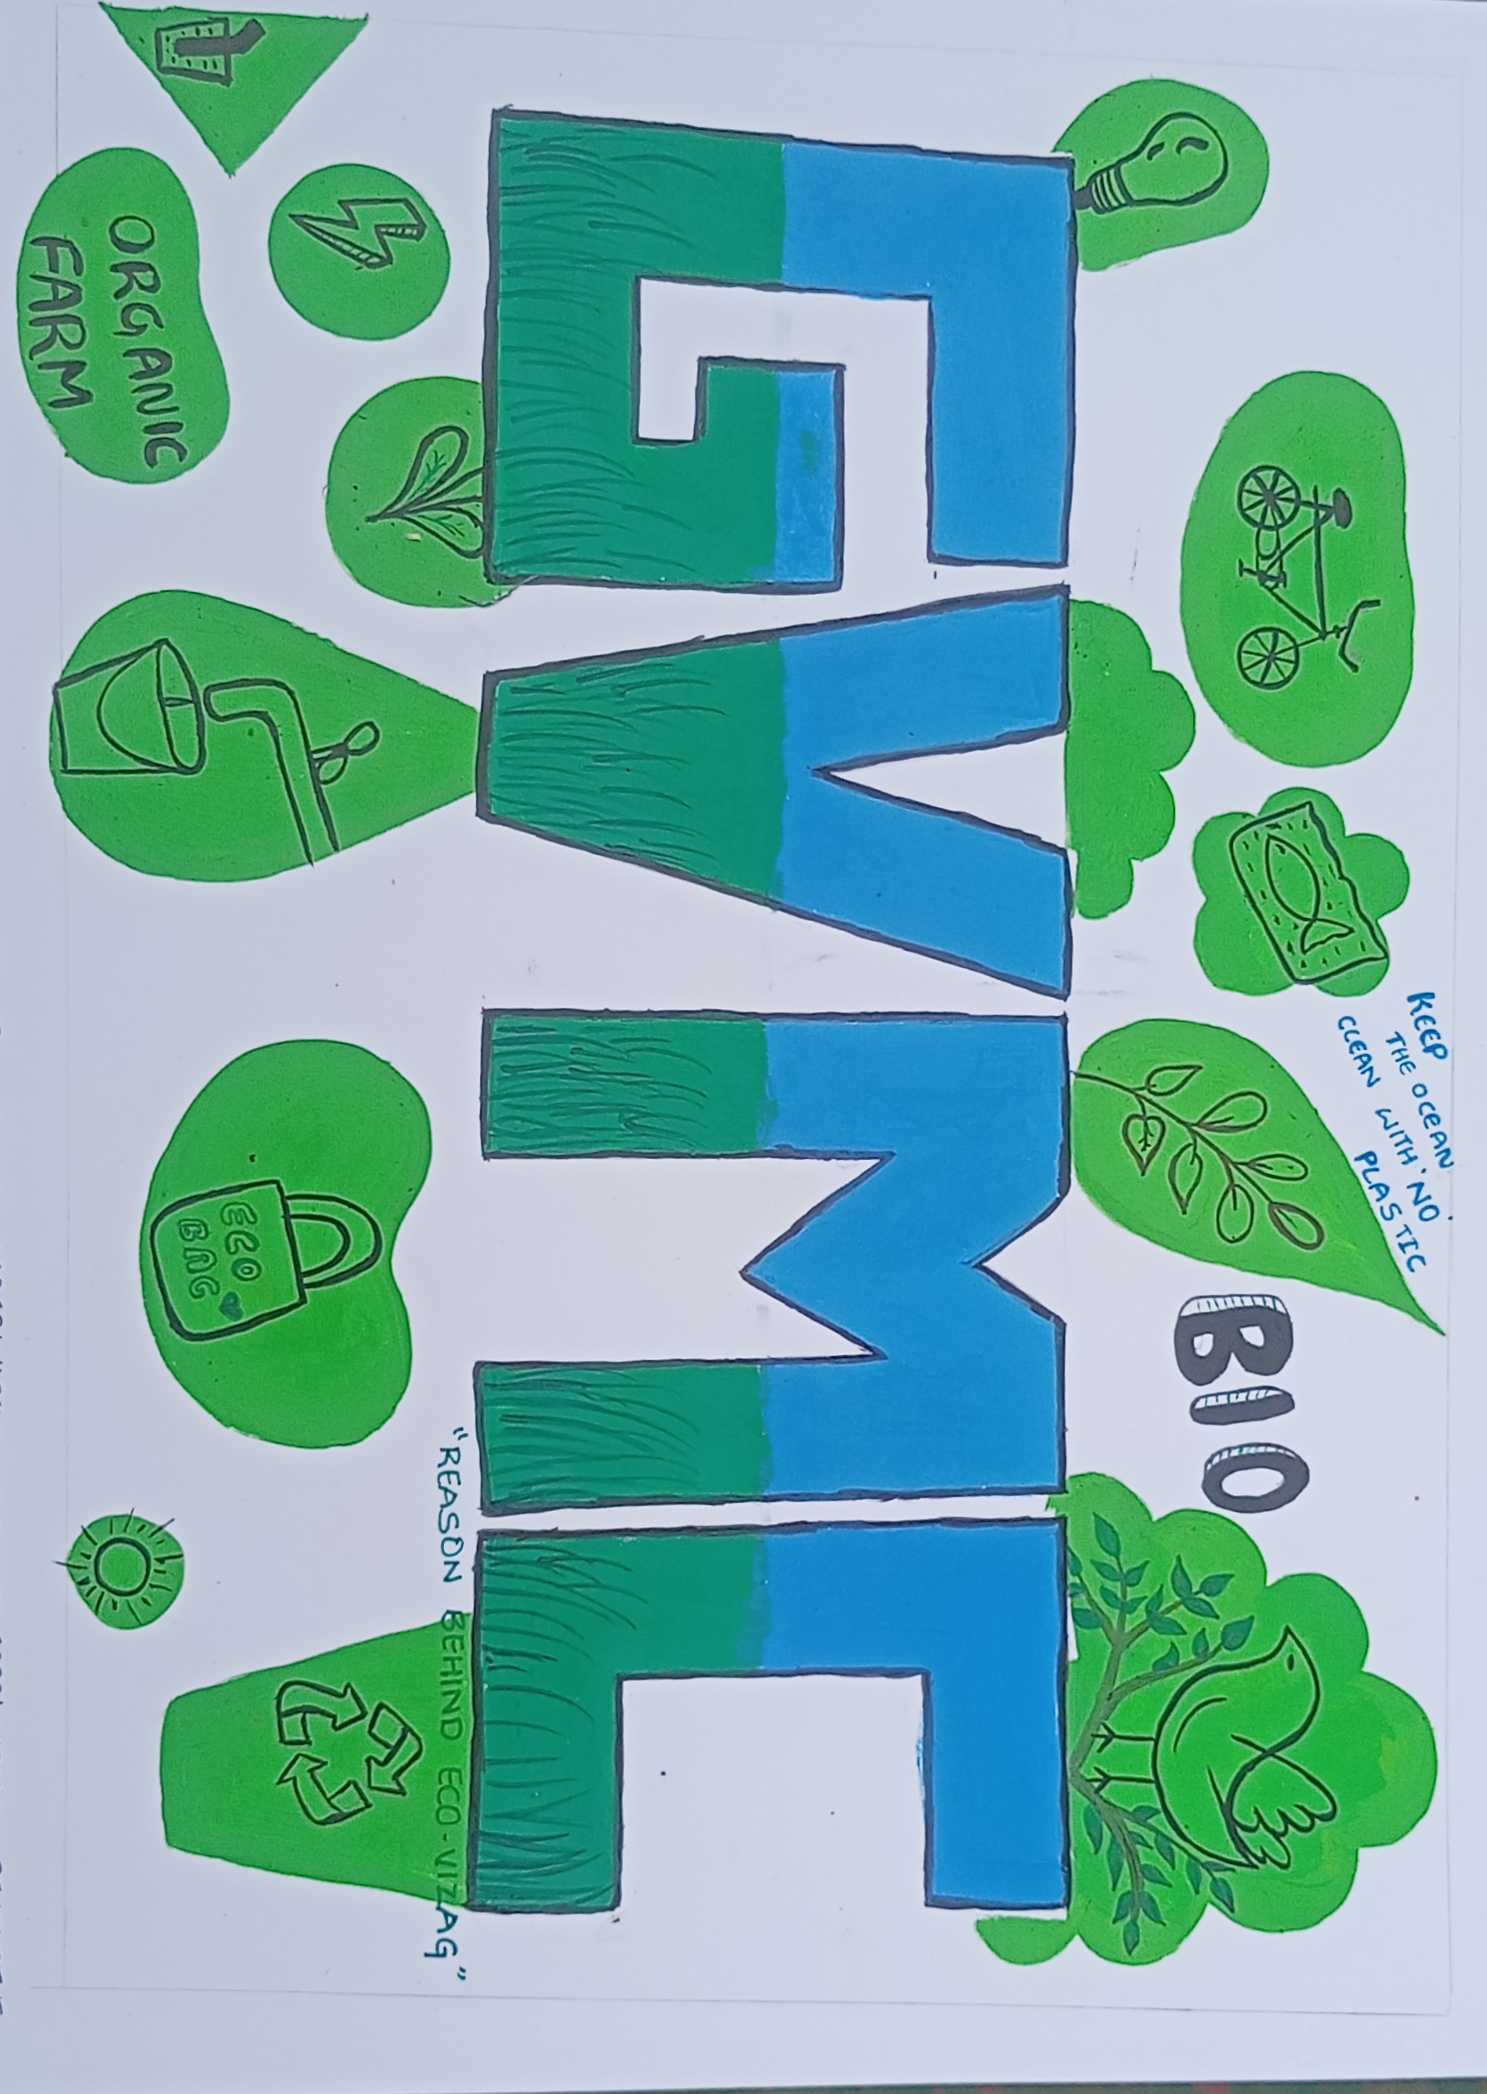 KEEP
THE OCEAN
CLEAN WITH 'NO'
PLASTIC
BIO
GVMC
"REASON BEHIND ECO-VIZAG"
ORGANIC
FARM
ECO
BAG